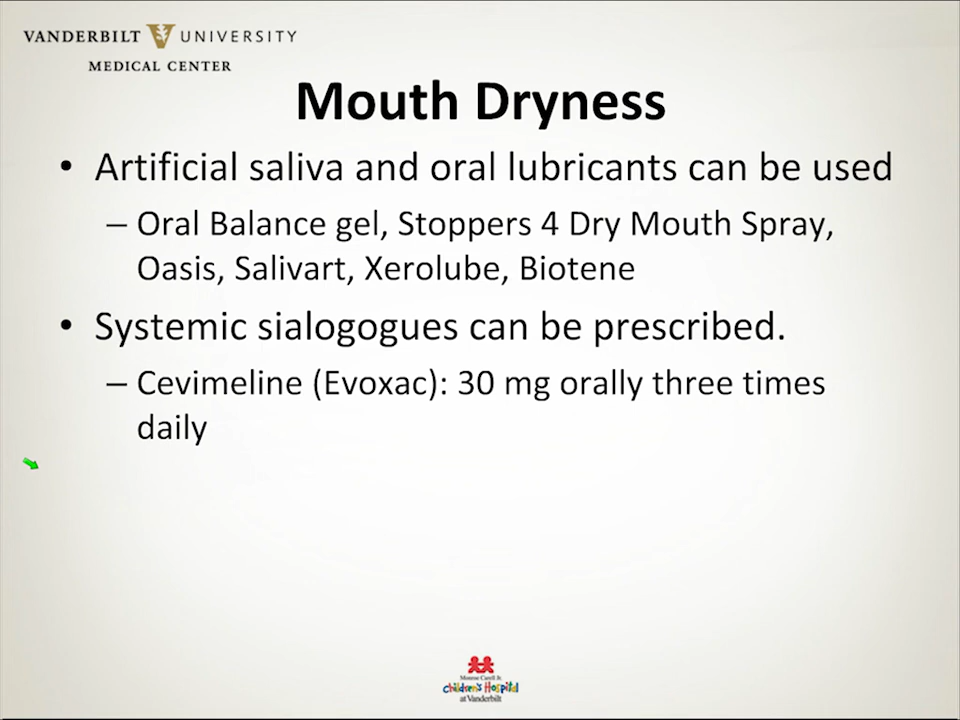 VANDERBILT UNIVERSITY
MEDICAL CENTER
Mouth Dryness
• Artificial saliva and oral lubricants can be used
– Oral Balance gel, Stoppers 4 Dry Mouth Spray,
Oasis, Salivart, Xerolube, Biotene
• Systemic sialogogues can be prescribed.
– Cevimeline (Evoxac): 30 mg orally three times
daily
Monroe Carell Jr.
Children's Hospital
at Vanderbilt